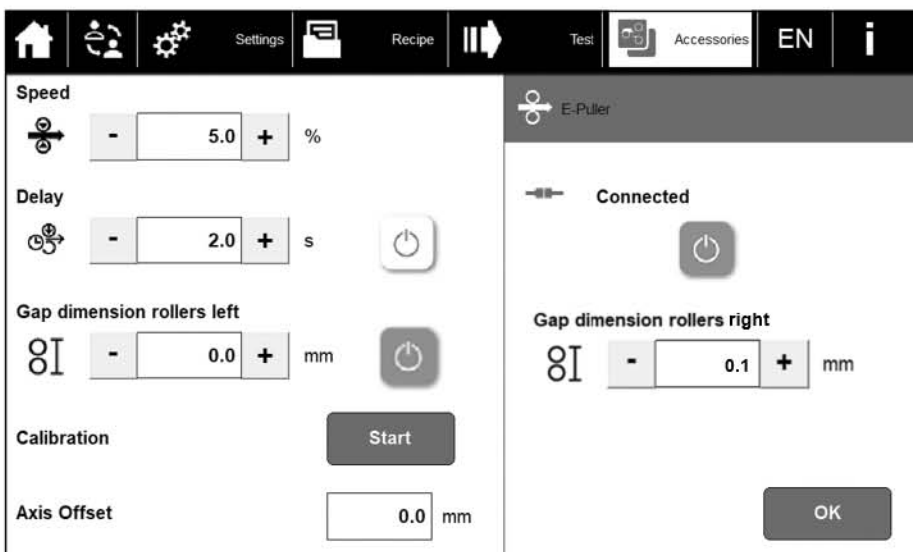 Settings
Recipe
Test
Accessories
EN
i
Speed
- 5.0 + %
Delay
- 2.0 + s
Gap dimension rollers left
- 0.0 + mm
Calibration
Start
Axis Offset
0.0 mm
E-Puller
Connected
Gap dimension rollers right
- 0.1 + mm
OK